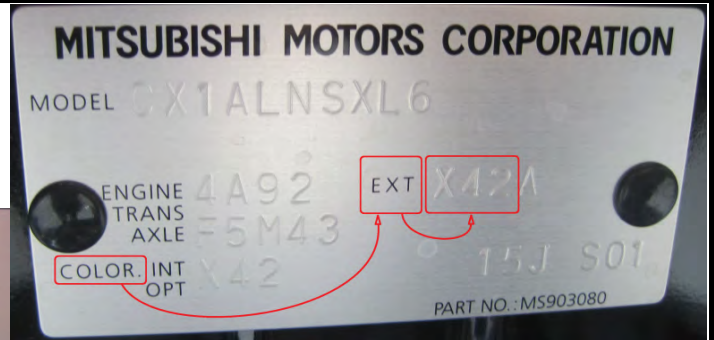 MITSUBISHI MOTORS CORPORATION
MODEL CX1ALNSXL6
ENGINE 4A92 EXT X42A
TRANS
AXLE F5M43
COLOR. INT X42 15J S01
OPT
PART NO.: MS903080